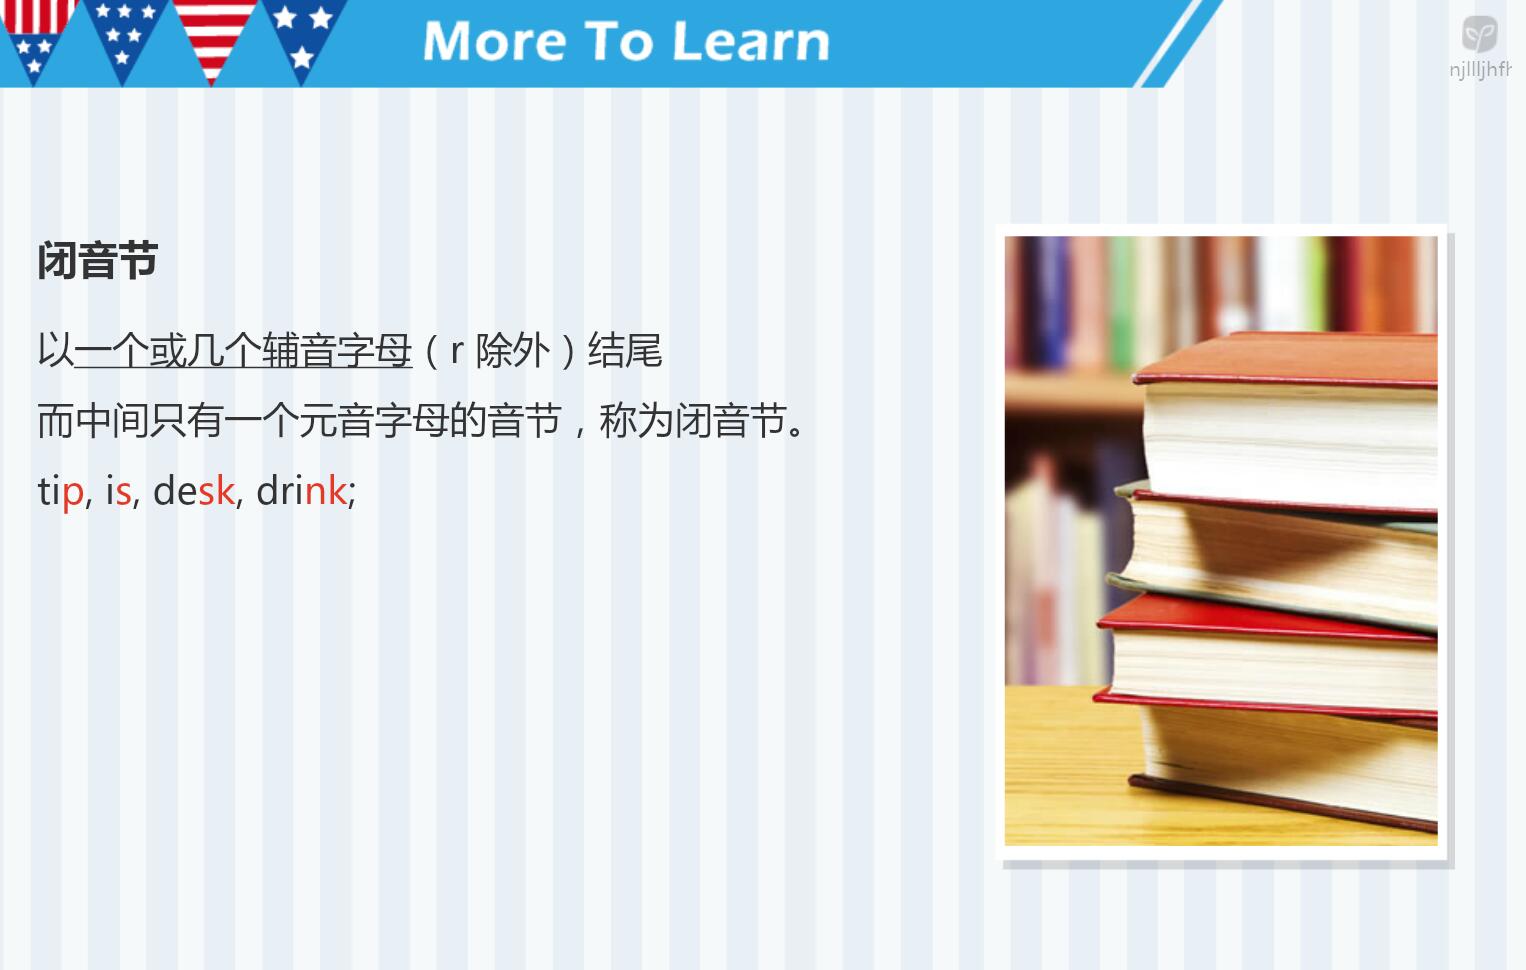 More To Learn
njllljhfh
闭音节
以一个或几个辅音字母（r 除外）结尾
而中间只有一个元音字母的音节，称为闭音节。
tip, is, desk, drink;